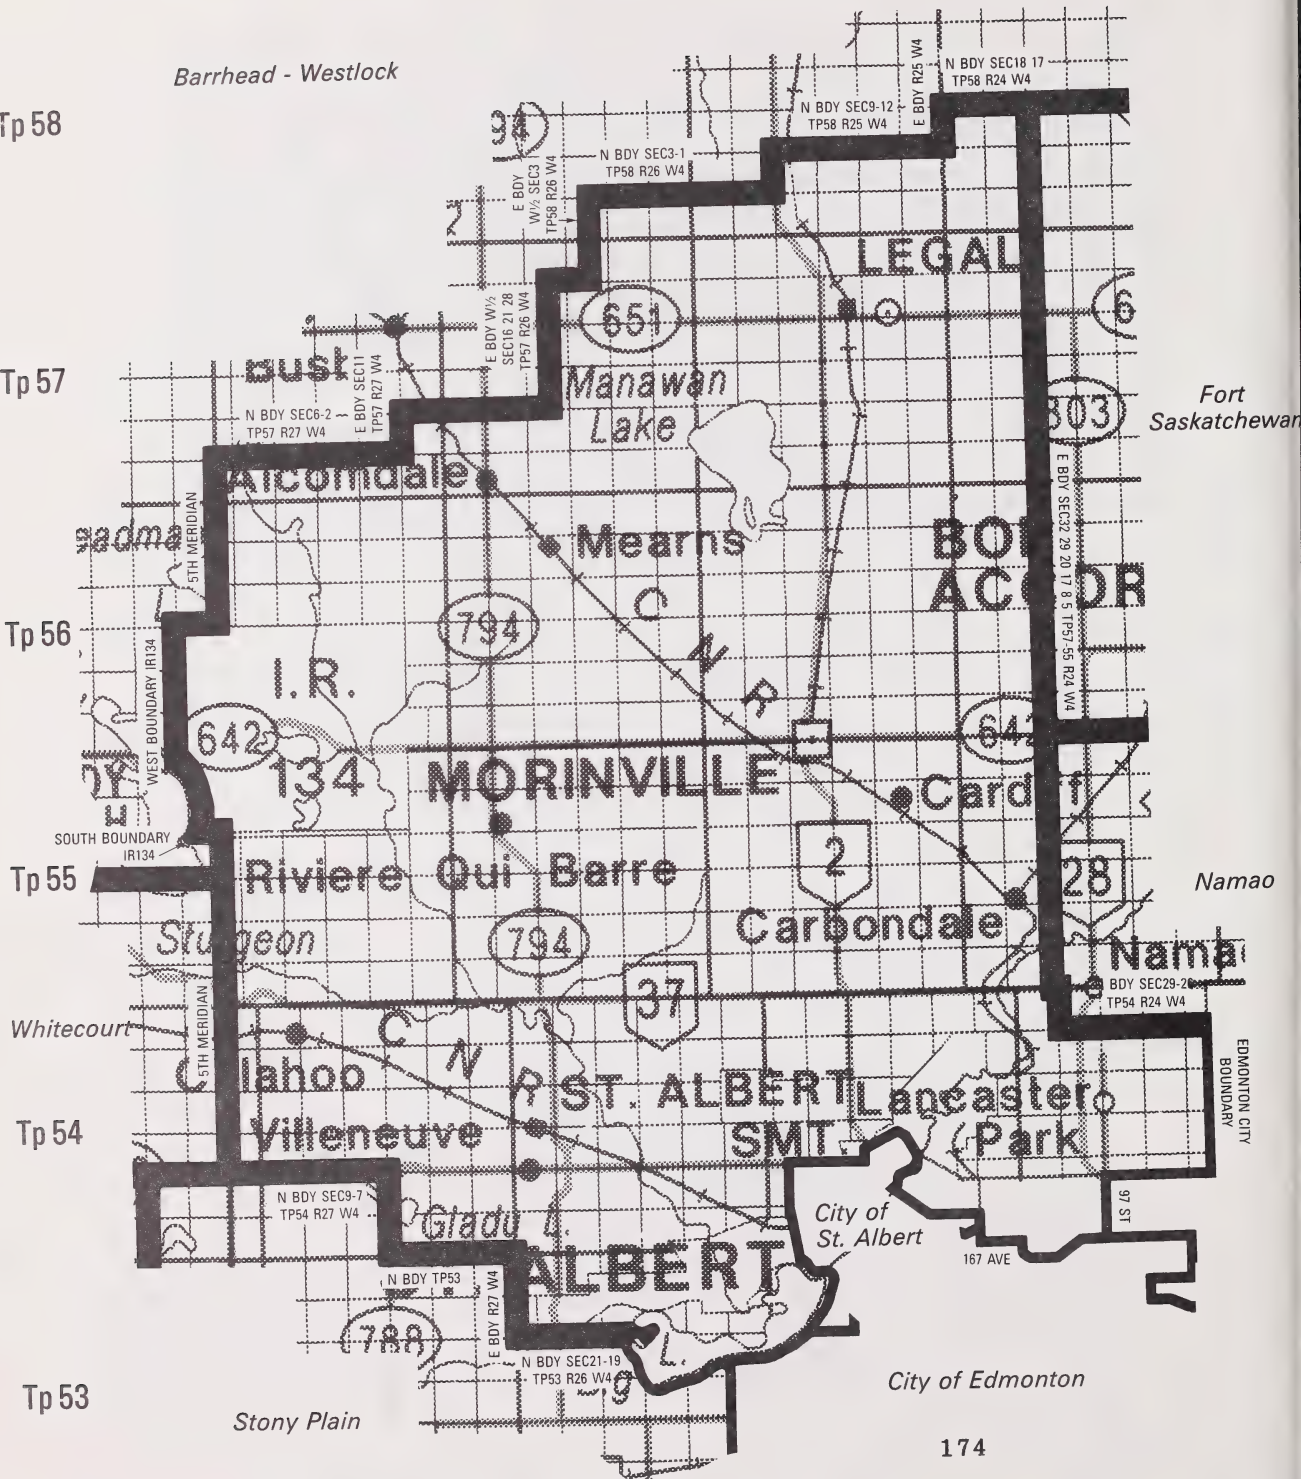 Barrhead - Westlock
Tp 58
N BDY SEC18 17
TP58 R24 W4
E BDY R25 W4
N BDY SEC9-12
TP58 R25 W4
N BDY SEC3-1
TP58 R26 W4
E BDY
W½ SEC3
TP58 R26 W4
LEGAL
E BDY W½
SEC16 21 28
TP57 R26 W4
651
6
Tp 57
Manawan
Lake
803
Fort
Saskatchewan
E BDY SEC11
TP57 R27 W4
N BDY SEC6-2
TP57 R27 W4
Alcomdale
5TH MERIDIAN
Mearns
BON
ACCOR
E BDY SEC32 29 20 17 8 5 TP57-55 R24 W4
Tp 56
794
C N R
I.R.
134
WEST BOUNDARY IR134
642
642
MORINVILLE
Cardiff
SOUTH BOUNDARY
IR134
2
28
Tp 55
Riviere Qui Barre
Namao
Sturgeon
794
Carbondale
Nama
37
BDY SEC29-26
TP54 R24 W4
Whitecourt
5TH MERIDIAN
C N R
C lahoo
ST. ALBERT
SMT.
Lancaster
Park
EDMONTON CITY
BOUNDARY
Tp 54
Villeneuve
N BDY SEC9-7
TP54 R27 W4
Gladu L.
City of
St. Albert
97 ST
167 AVE
ALBERT
N BDY TP53
E BDY R27 W4
788
L.
N BDY SEC21-19
TP53 R26 W4
City of Edmonton
Tp 53
Stony Plain
174